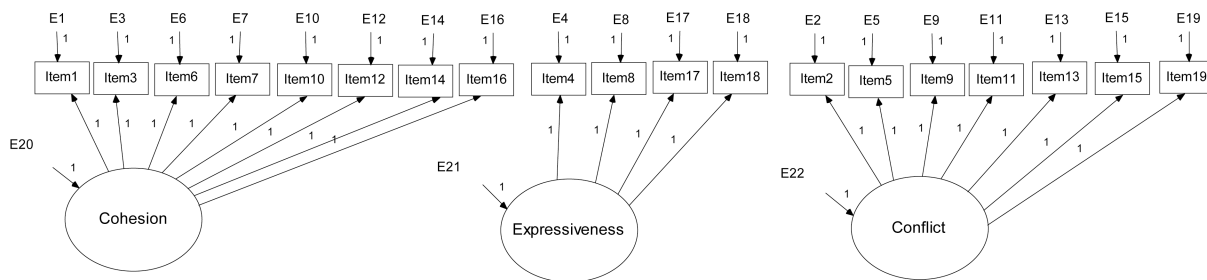 E1 E3 E6 E7 E10 E12 E14 E16 E4 E8 E17 E18 E2 E5 E9 E11 E13 E15 E19
1 1 1 1 1 1 1 1 1 1 1 1 1 1 1 1 1 1 1
Item1 Item3 Item6 Item7 Item10 Item12 Item14 Item16 Item4 Item8 Item17 Item18 Item2 Item5 Item9 Item11 Item13 Item15 Item19
1 1 1 1 1 1 1 1 1 1 1 1 1 1 1 1 1 1 1
E20 E21 E22
1 1 1
Cohesion Expressiveness Conflict